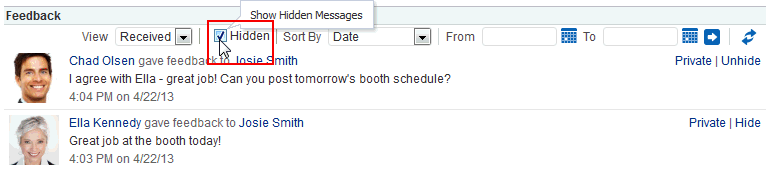 Feedback
Show Hidden Messages
View Received Hidden Sort By Date From To
Chad Olsen gave feedback to Josie Smith Private | Unhide
I agree with Ella - great job! Can you post tomorrow's booth schedule?
4:04 PM on 4/22/13
Ella Kennedy gave feedback to Josie Smith Private | Hide
Great job at the booth today!
4:03 PM on 4/22/13